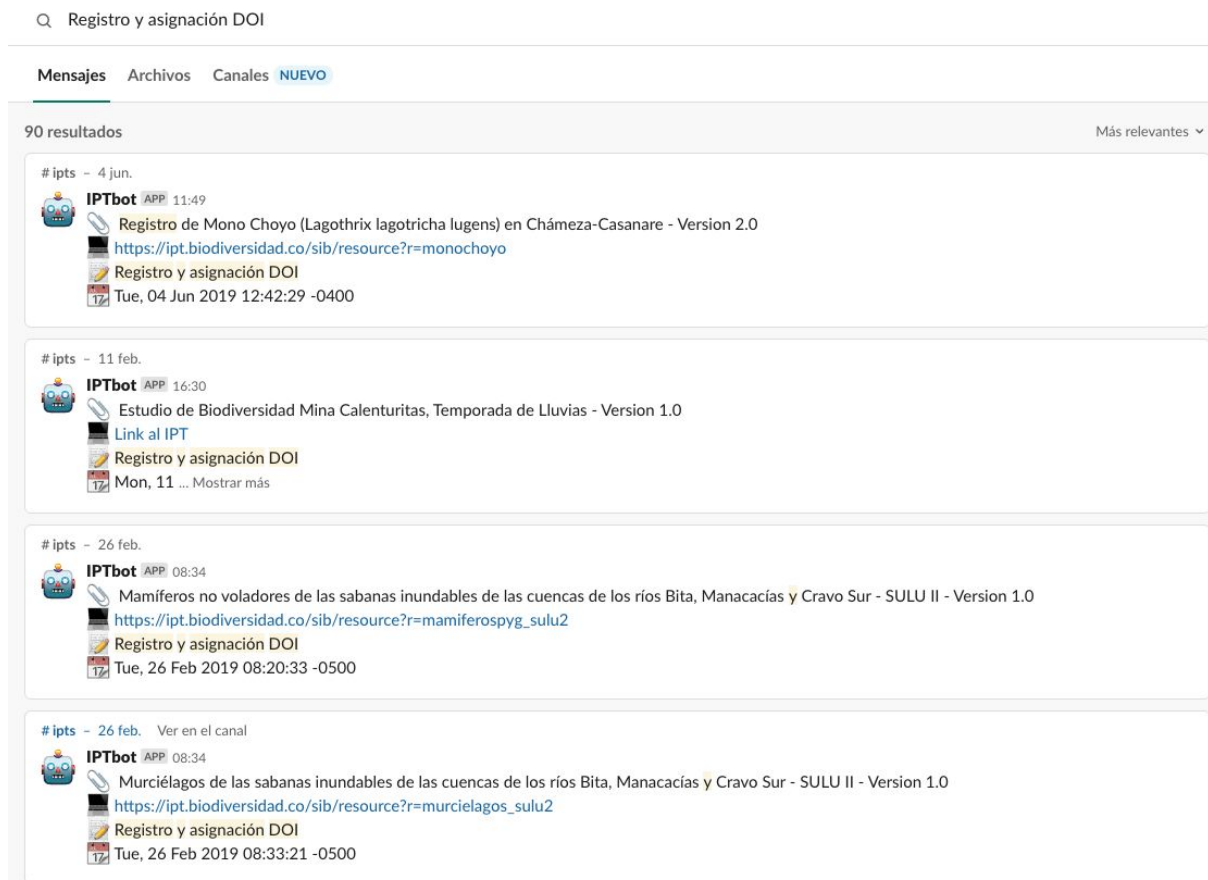 Registro y asignación DOI
Mensajes Archivos Canales NUEVO
90 resultados Más relevantes
# ipts – 4 jun.
IPTbot APP 11:49
Registro de Mono Choyo (Lagothrix lagotricha lugens) en Chámeza-Casanare - Version 2.0
https://ipt.biodiversidad.co/sib/resource?r=monochoyo
Registro y asignación DOI
17 Tue, 04 Jun 2019 12:42:29 -0400
# ipts – 11 feb.
IPTbot APP 16:30
Estudio de Biodiversidad Mina Calenturitas, Temporada de Lluvias - Version 1.0
Link al IPT
Registro y asignación DOI
17 Mon, 11 ... Mostrar más
# ipts – 26 feb.
IPTbot APP 08:34
Mamíferos no voladores de las sabanas inundables de las cuencas de los ríos Bita, Manacacías y Cravo Sur - SULU II - Version 1.0
https://ipt.biodiversidad.co/sib/resource?r=mamiferospyg_sulu2
Registro y asignación DOI
17 Tue, 26 Feb 2019 08:20:33 -0500
# ipts – 26 feb. Ver en el canal
IPTbot APP 08:34
Murciélagos de las sabanas inundables de las cuencas de los ríos Bita, Manacacías y Cravo Sur - SULU II - Version 1.0
https://ipt.biodiversidad.co/sib/resource?r=murcielagos_sulu2
Registro y asignación DOI
17 Tue, 26 Feb 2019 08:33:21 -0500